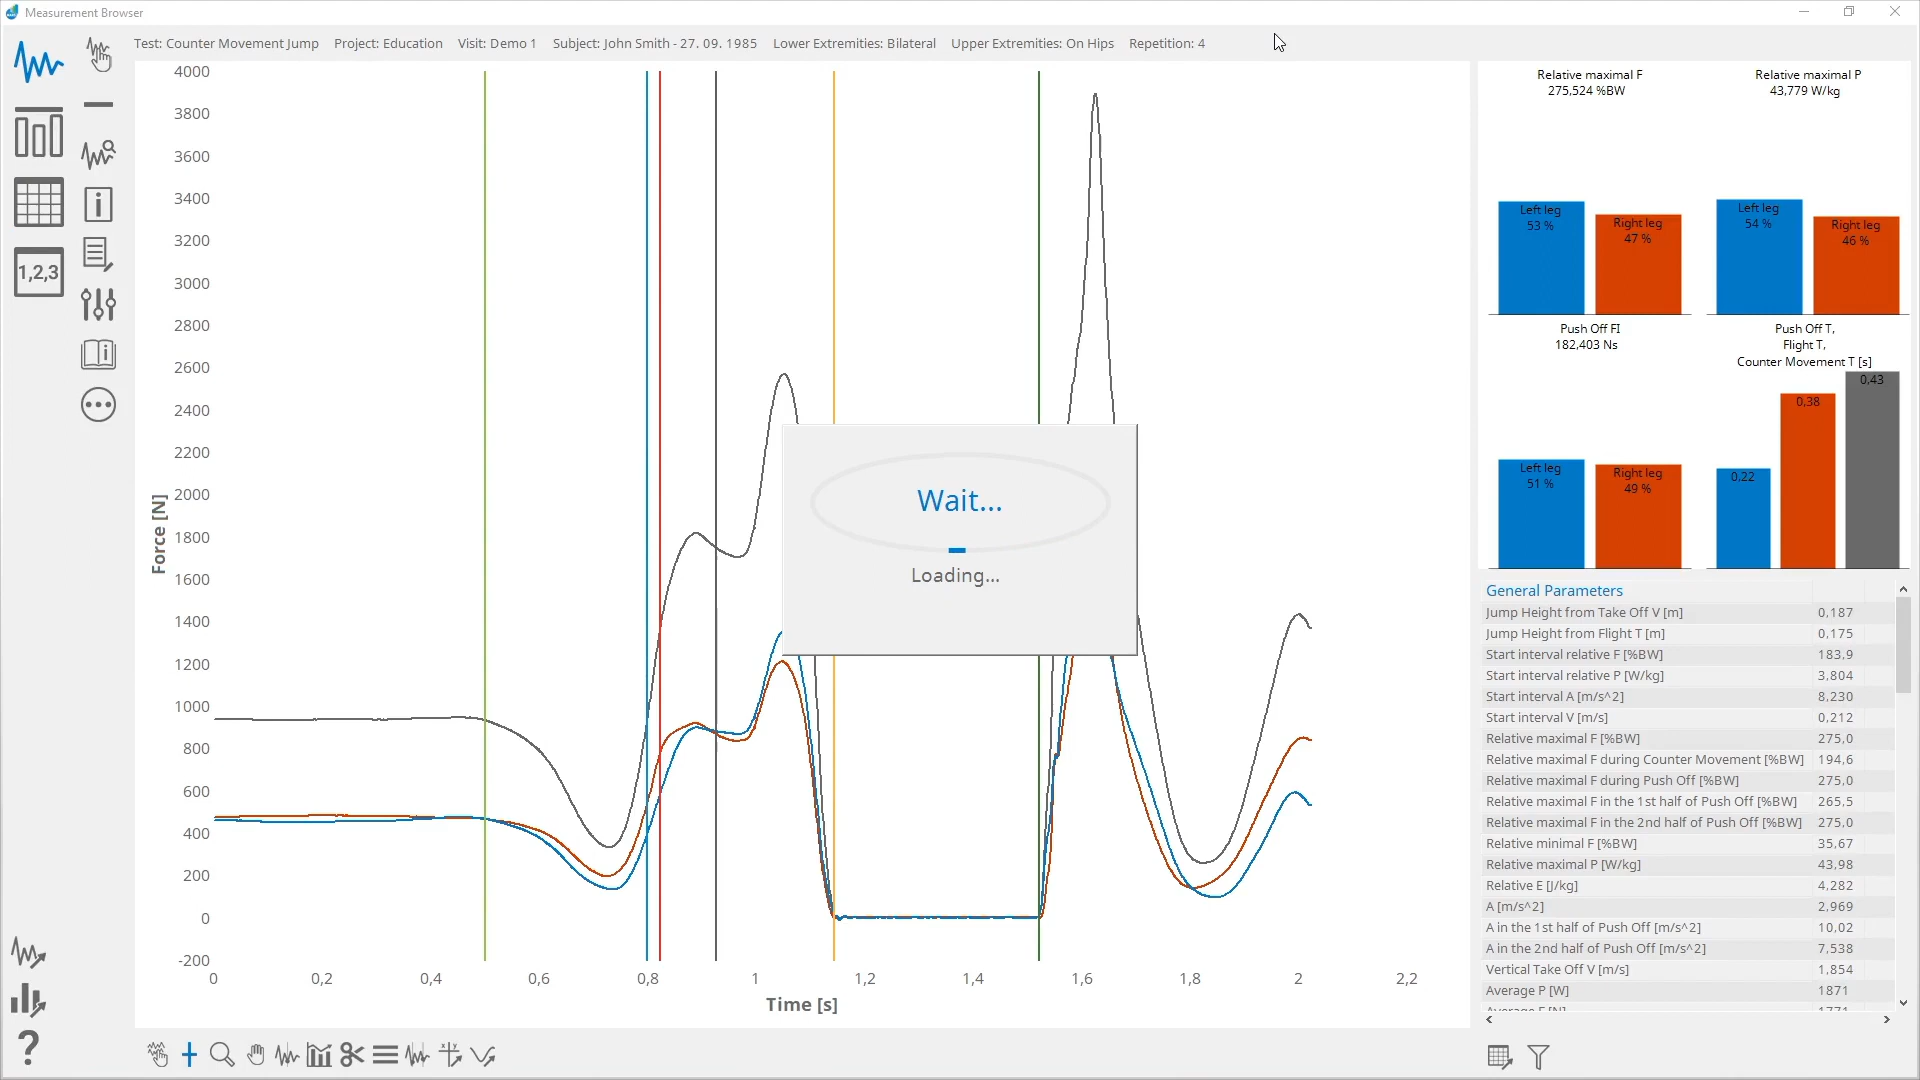 Measurement Browser
Test: Counter Movement Jump Project: Education Visit: Demo 1 Subject: John Smith - 27. 09. 1985 Lower Extremities: Bilateral Upper Extremities: On Hips Repetition: 4
4000
3800
3600
3400
3200
3000
2800
2600
2400
2200
2000
1800
1600
1400
1200
1000
800
600
400
200
0
-200
Force [N]
0 0,2 0,4 0,6 0,8 1 1,2 1,4 1,6 1,8 2 2,2
Time [s]
1,2,3
Wait...
Loading...
Relative maximal F
275,524 %BW
Left leg
53 %
Right leg
47 %
Relative maximal P
43,779 W/kg
Left leg
54 %
Right leg
46 %
Push Off FI
182,403 Ns
Left leg
51 %
Right leg
49 %
Push Off T,
Flight T,
Counter Movement T [s]
0,22
0,38
0,43
General Parameters
Jump Height from Take Off V [m] 0,187
Jump Height from Flight T [m] 0,175
Start interval relative F [%BW] 183,9
Start interval relative P [W/kg] 3,804
Start interval A [m/s^2] 8,230
Start interval V [m/s] 0,212
Relative maximal F [%BW] 275,0
Relative maximal F during Counter Movement [%BW] 194,6
Relative maximal F during Push Off [%BW] 275,0
Relative maximal F in the 1st half of Push Off [%BW] 265,5
Relative maximal F in the 2nd half of Push Off [%BW] 275,0
Relative minimal F [%BW] 35,67
Relative maximal P [W/kg] 43,98
Relative E [J/kg] 4,282
A [m/s^2] 2,969
A in the 1st half of Push Off [m/s^2] 10,02
A in the 2nd half of Push Off [m/s^2] 7,538
Vertical Take Off V [m/s] 1,854
Average P [W] 1871
Average F [N] 1771